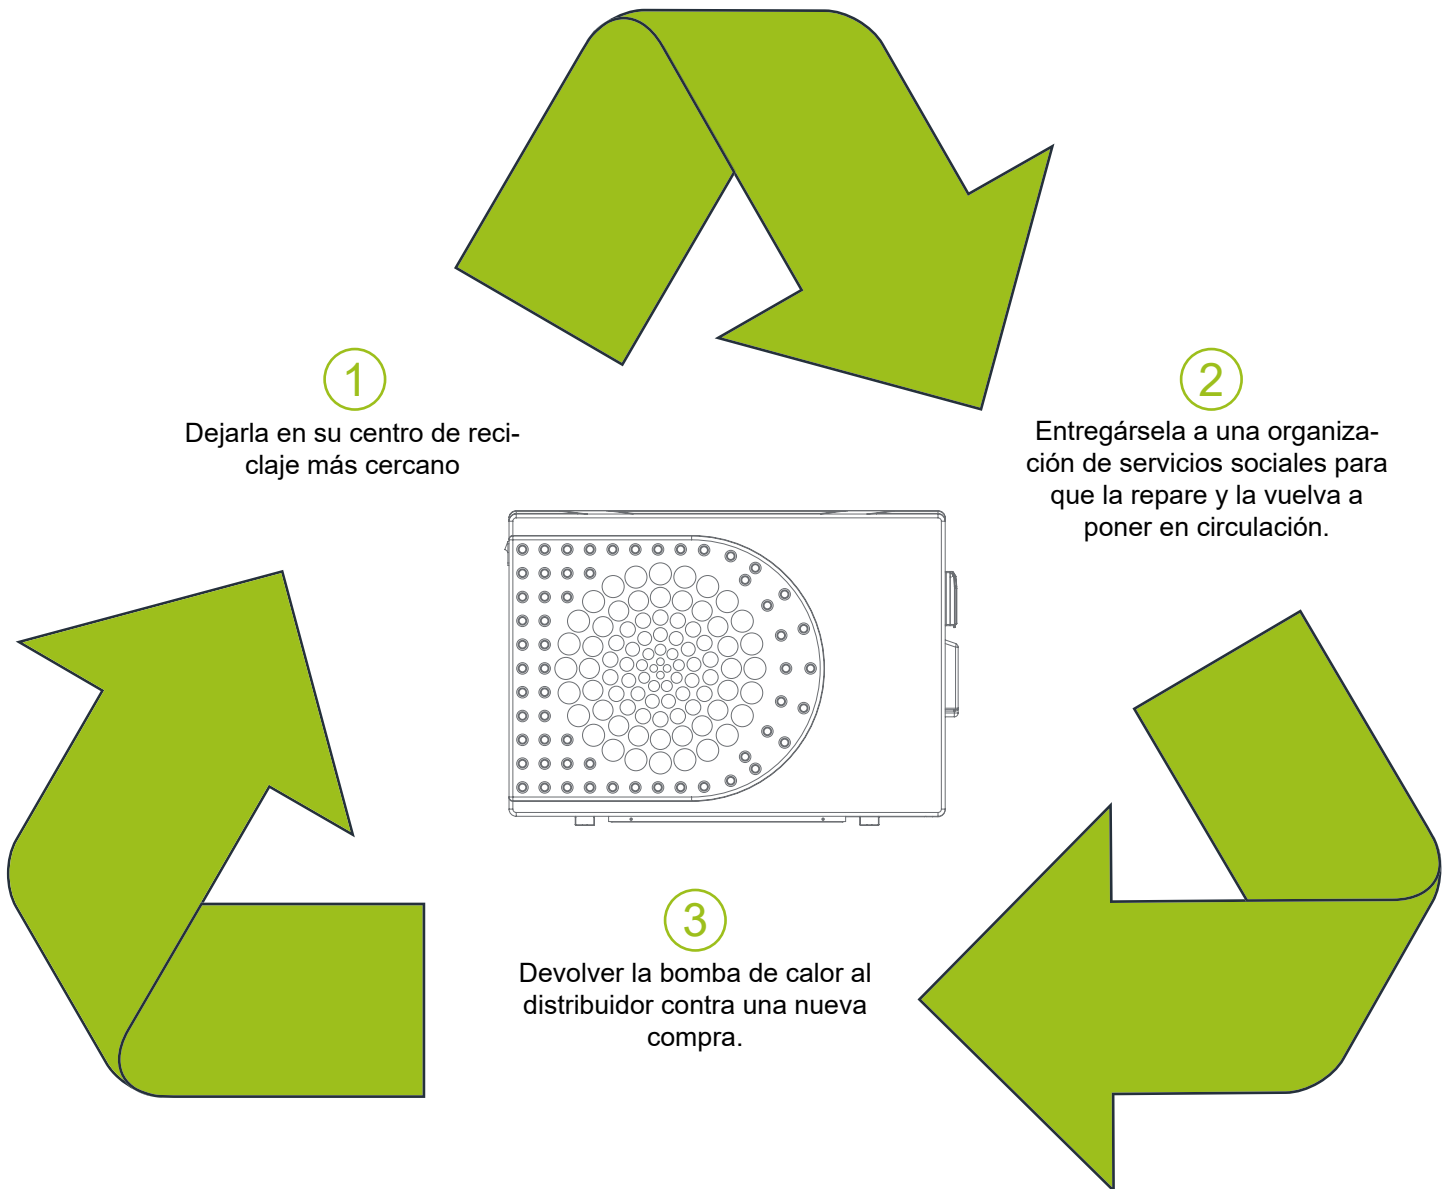 1
Dejarla en su centro de reci-
claje más cercano
2
Entregársela a una organiza-
ción de servicios sociales para
que la repare y la vuelva a
poner en circulación.
3
Devolver la bomba de calor al
distribuidor contra una nueva
compra.